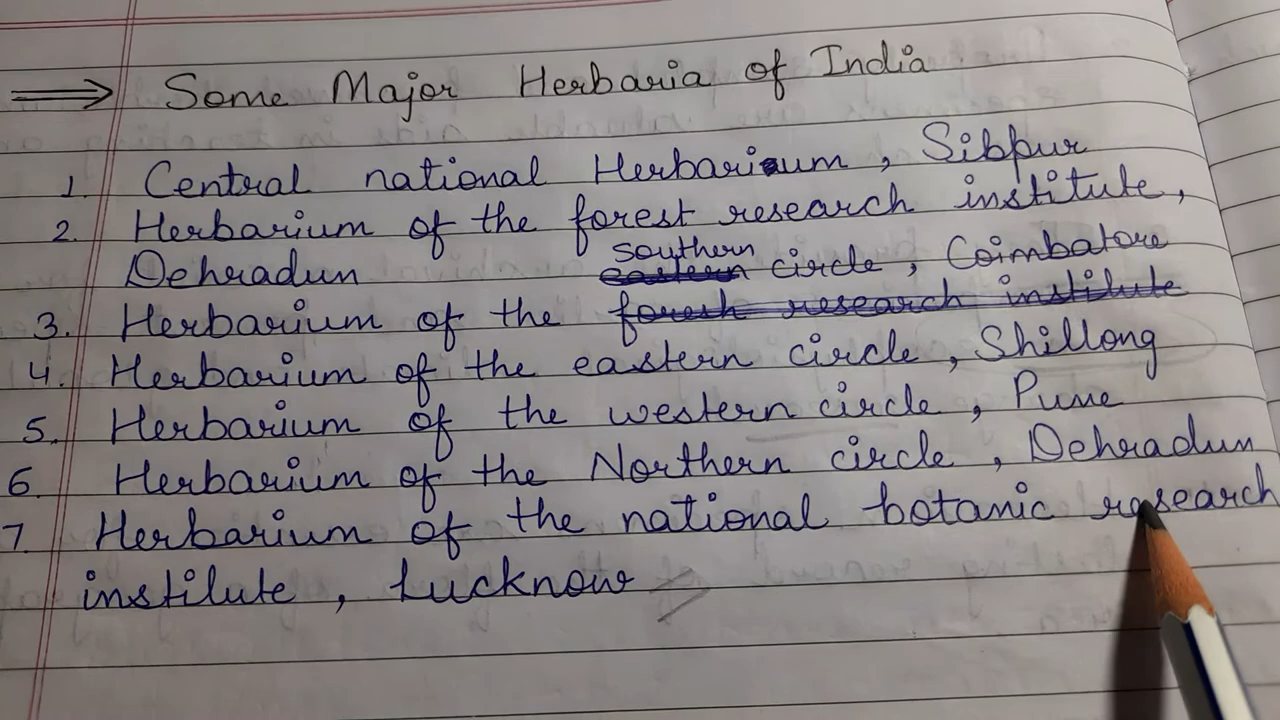 ⇒ Some Major Herbaria of India
1. Central national Herbarium, Sibpur
2. Herbarium of the forest research institute,
Dehradun
3. Herbarium of the southern circle, Coimbatore
4. Herbarium of the eastern circle, Shillong
5. Herbarium of the western circle, Pune
6 Herbarium of the Northern circle, Dehradun
7. Herbarium of the national botanic research
institute, Lucknow